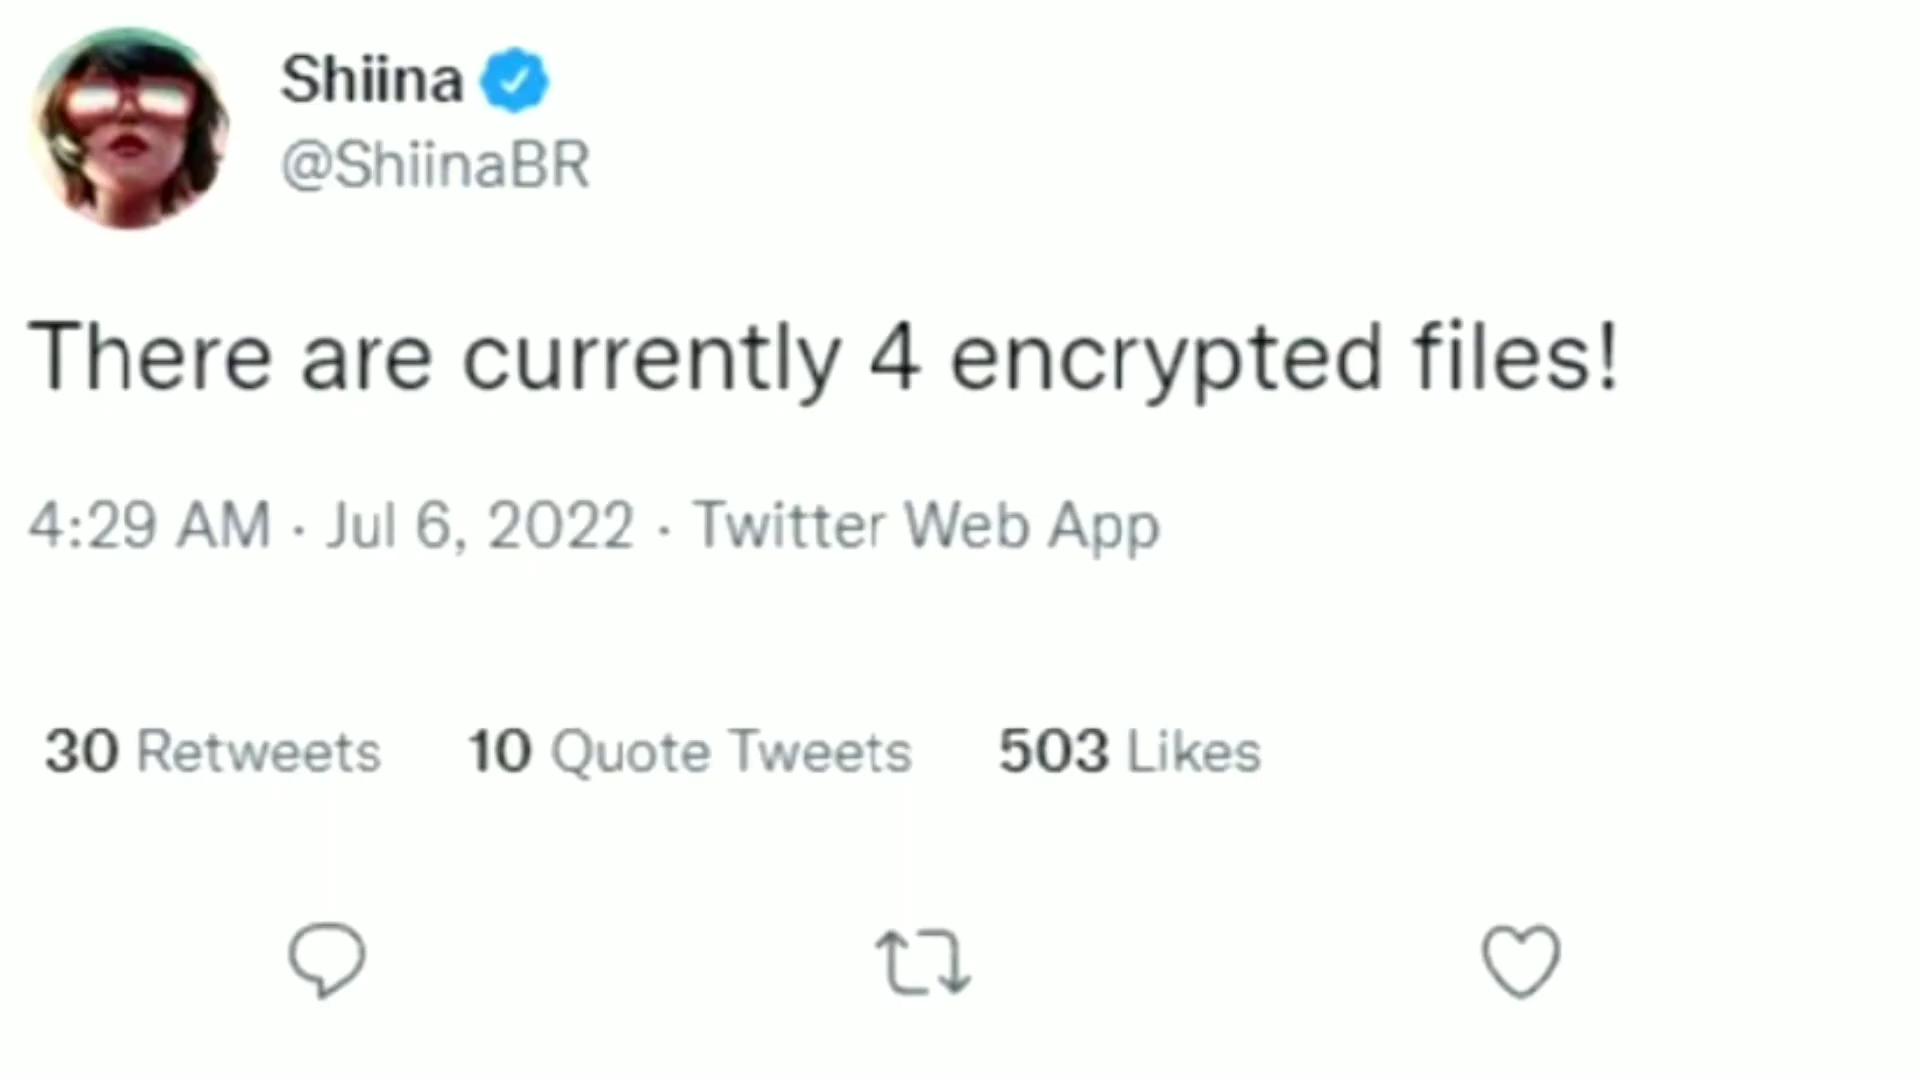 Shiina
@ShiinaBR
There are currently 4 encrypted files!
4:29 AM · Jul 6, 2022 · Twitter Web App
30 Retweets 10 Quote Tweets 503 Likes